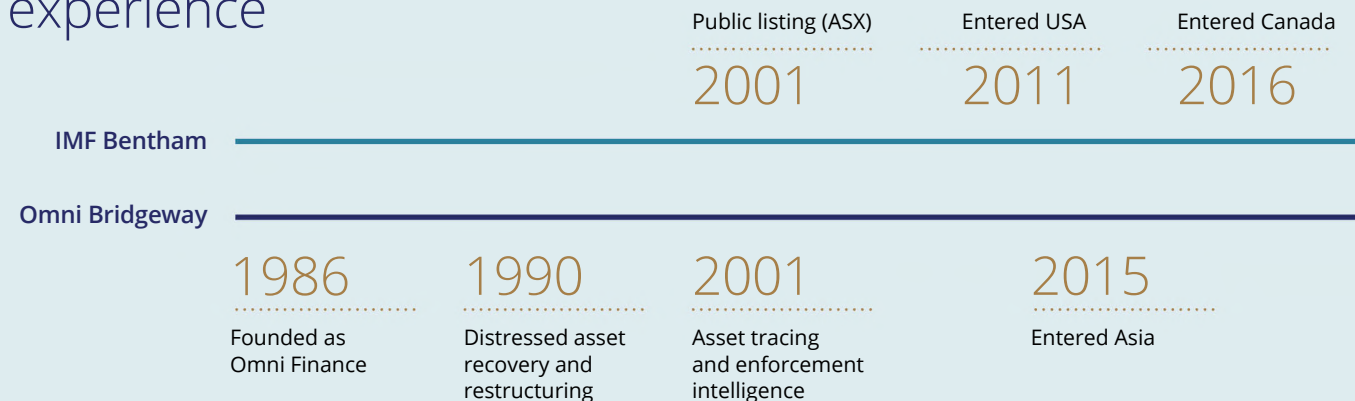 experience
Public listing (ASX)
Entered USA
Entered Canada
2001
2011
2016
IMF Bentham
Omni Bridgeway
1986
1990
2001
2015
Founded as
Omni Finance
Distressed asset
recovery and
restructuring
Asset tracing
and enforcement
intelligence
Entered Asia